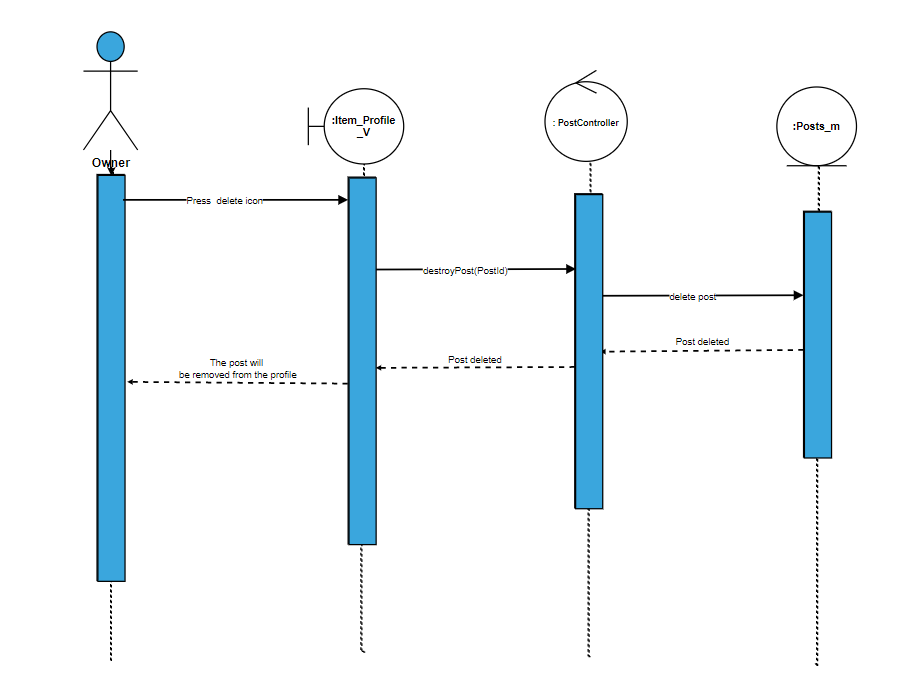 Owner
:Item_Profile
_V
: PostController
:Posts_m
Press delete icon
destroyPost(PostId)
delete post
Post deleted
Post deleted
The post will
be removed from the profile